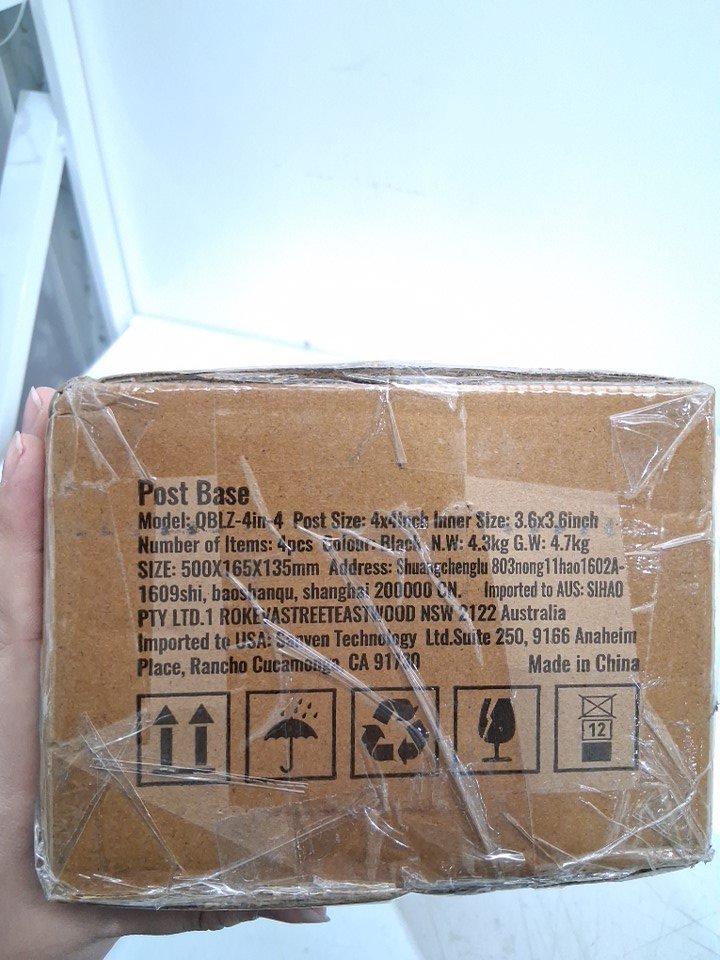 Post Base
Model: QBLZ-4in-4 Post Size: 4x4inch Inner Size: 3.6x3.6inch
Number of Items: 4pcs Colour: Black N.W: 4.3kg G.W: 4.7kg
SIZE: 500X165X135mm Address: Shuangchenglu 803nong11hao1602A-
1609shi, baoshanqu, shanghai 200000 CN. Imported to AUS: SIHAO
PTY LTD.1 ROKEVASTREETEASTWOOD NSW 2122 Australia
Imported to USA: Sanven Technology Ltd.Suite 250, 9166 Anaheim
Place, Rancho Cucamonga, CA 91730
Made in China
12